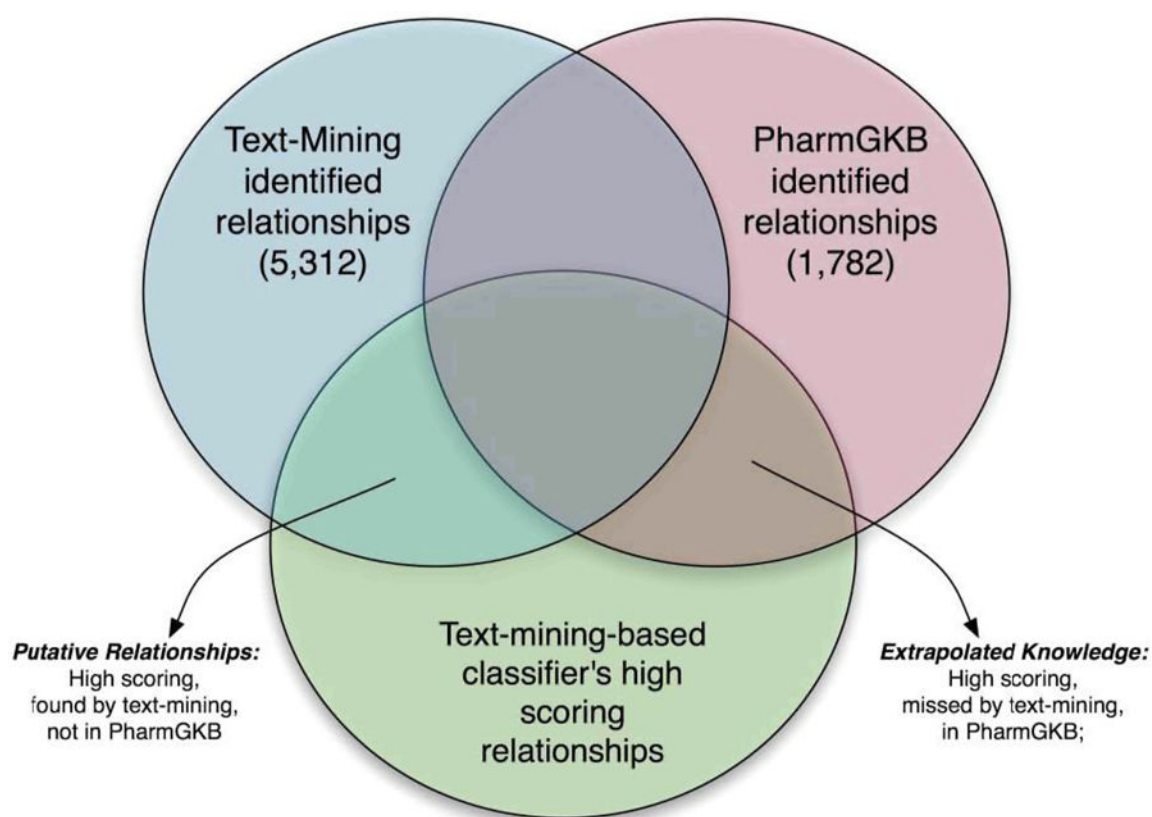 Text-Mining
identified
relationships
(5,312)
PharmGKB
identified
relationships
(1,782)
Text-mining-based
classifier's high
scoring
relationships
Putative Relationships:
High scoring,
found by text-mining,
not in PharmGKB
Extrapolated Knowledge:
High scoring,
missed by text-mining,
in PharmGKB;